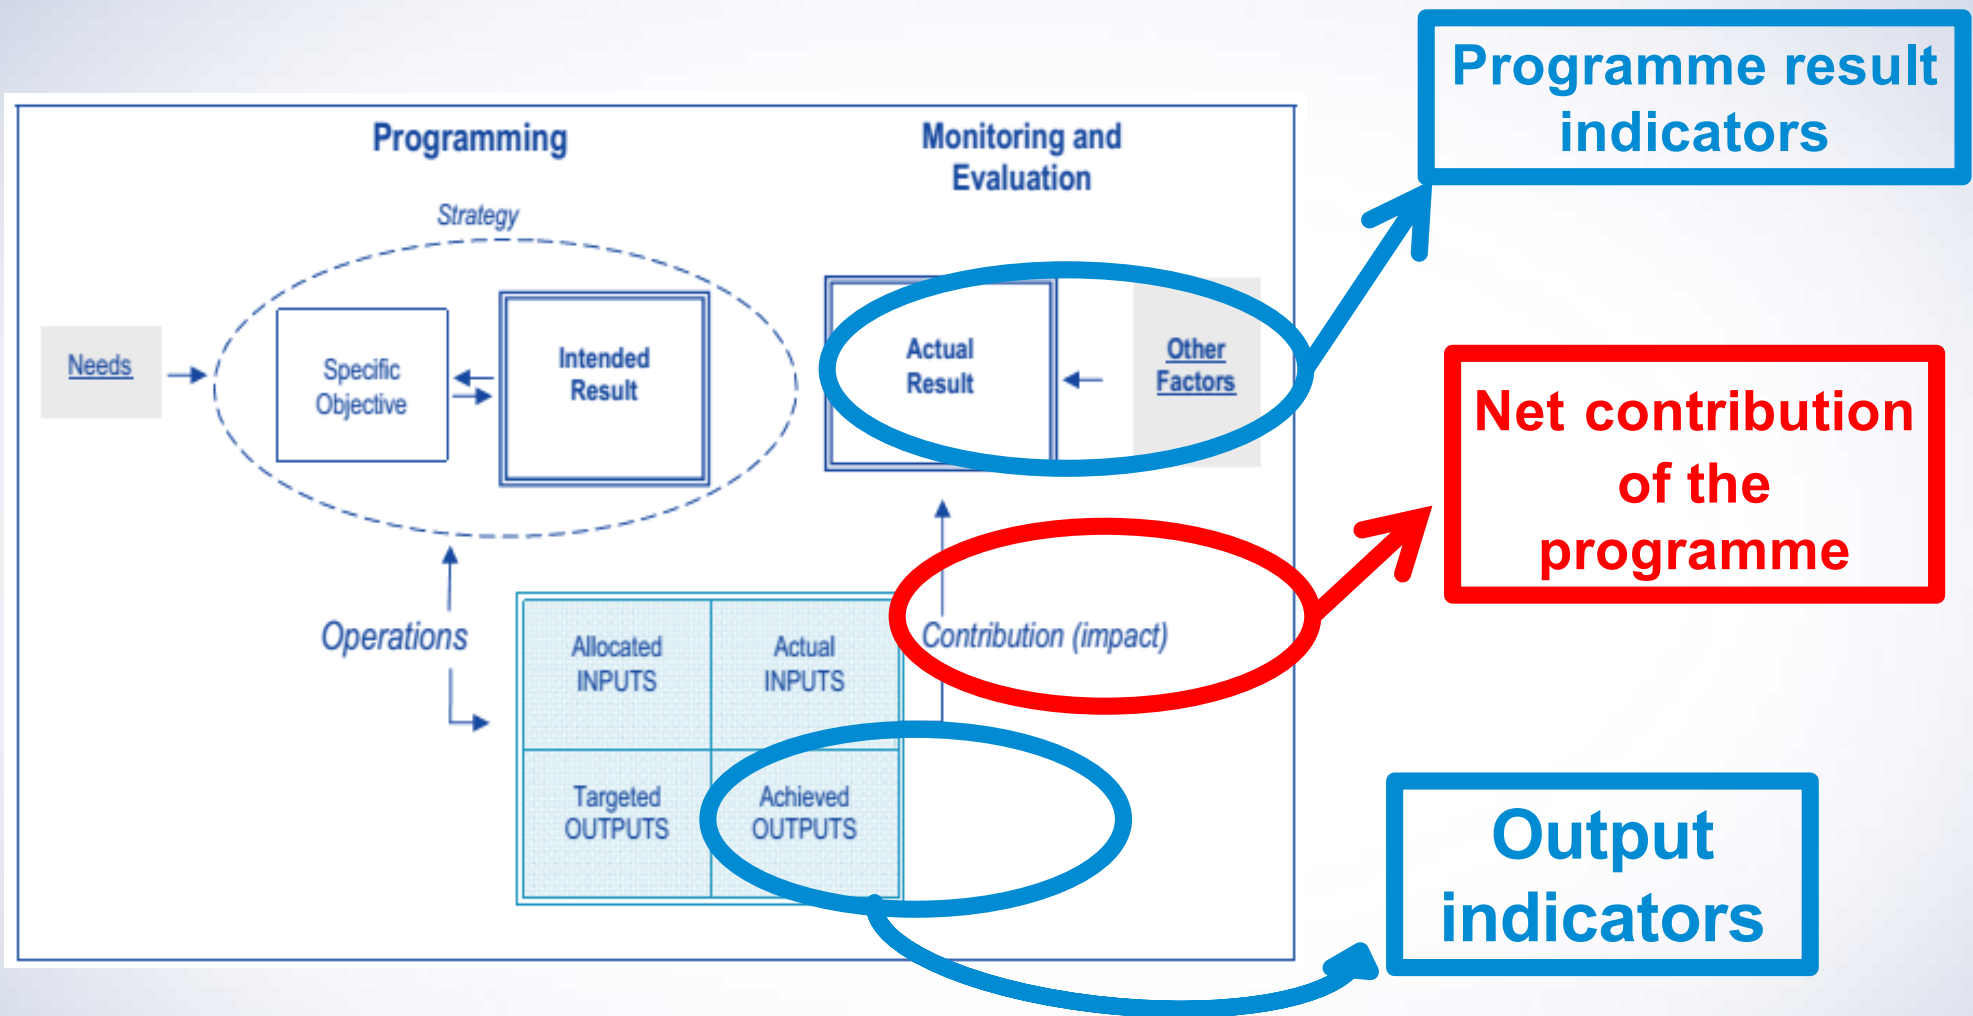 Programme result
indicators
Programming
Monitoring and
Evaluation
Strategy
Needs
Specific
Objective
Intended
Result
Actual
Result
Other
Factors
Net contribution
of the
programme
Operations
Allocated
INPUTS
Actual
INPUTS
Contribution (impact)
Targeted
OUTPUTS
Achieved
OUTPUTS
Output
indicators